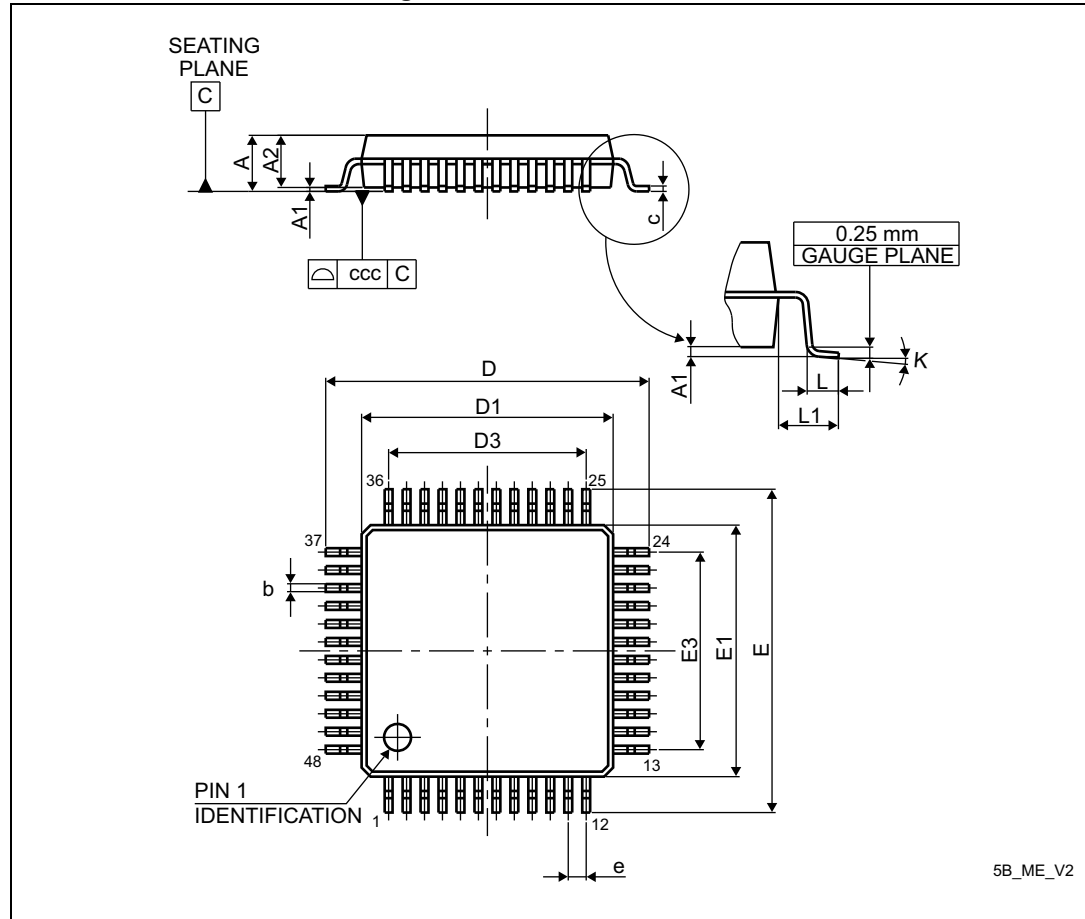 SEATING
PLANE
C
A
A2
A1
c
ccc C
0.25 mm
GAUGE PLANE
A1
K
L
L1
D
D1
D3
36
25
37
24
b
E3
E1
E
48
13
PIN 1
IDENTIFICATION
1
12
e
5B_ME_V2